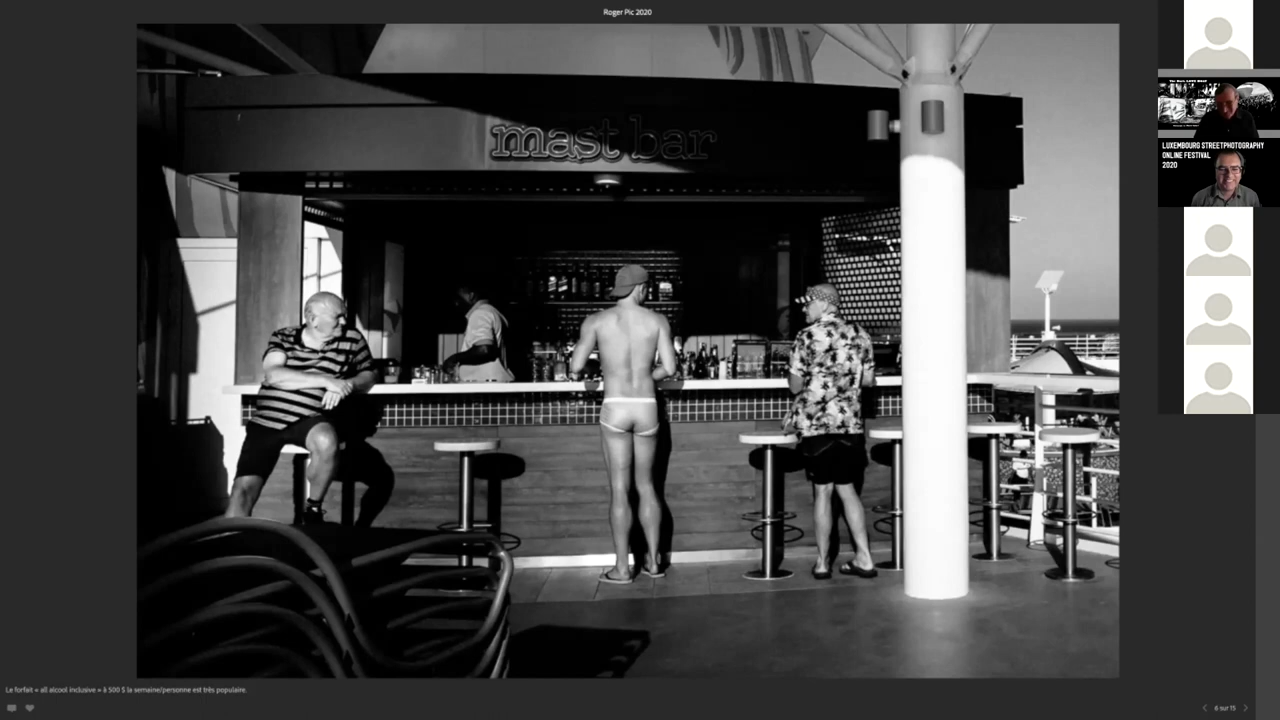 Roger Pic 2020
mast bar
LUXEMBOURG STREETPHOTOGRAPHY
ONLINE FESTIVAL
2020
Le forfait « all alcool inclusive » à 500 $ la semaine/personne est très populaire.
6 sur 15